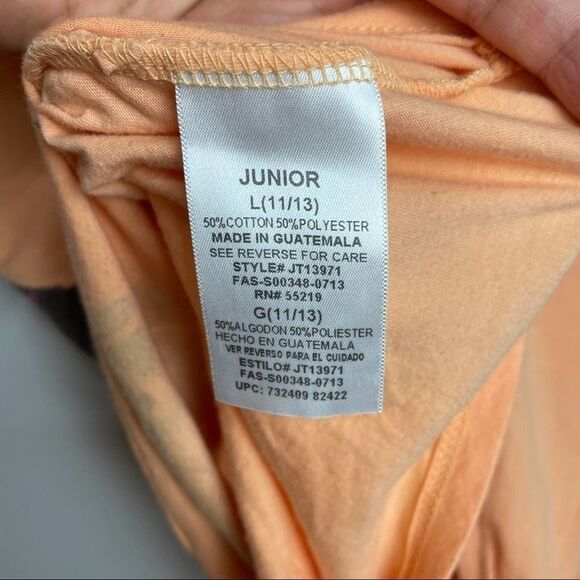 JUNIOR
L(11/13)
50%COTTON 50%POLYESTER
MADE IN GUATEMALA
SEE REVERSE FOR CARE
STYLE# JT13971
FAS-S00348-0713
RN# 55219
G(11/13)
50%ALGODON 50%POLIESTER
HECHO EN GUATEMALA
VER REVERSO PARA EL CUIDADO
ESTILO# JT13971
FAS-S00348-0713
UPC: 732409 82422